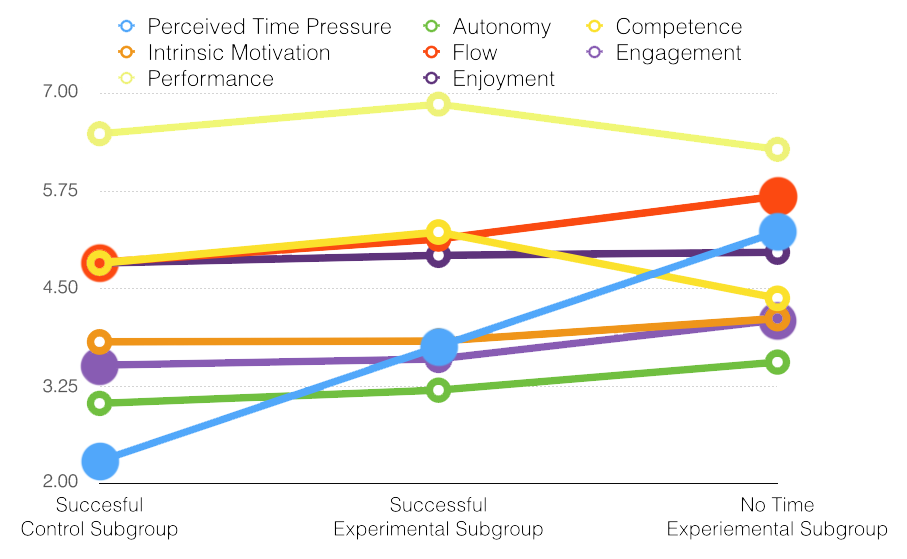 Perceived Time Pressure Autonomy Competence
Intrinsic Motivation Flow Engagement
Performance Enjoyment
7.00
5.75
4.50
3.25
2.00
Succesful Successful No Time
Control Subgroup Experimental Subgroup Experiemental Subgroup